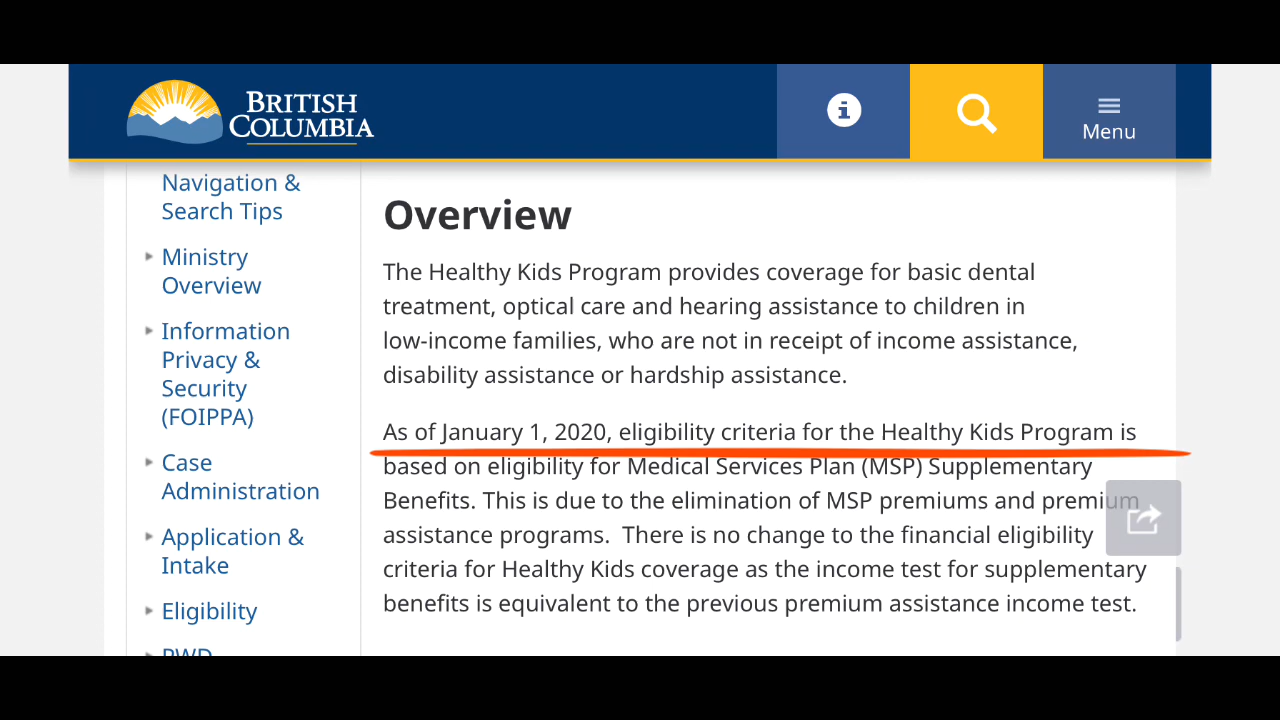 BRITISH
COLUMBIA
Menu
Navigation &
Search Tips
Ministry
Overview
Information
Privacy &
Security
(FOIPPA)
Case
Administration
Application &
Intake
Eligibility
PWD
Overview
The Healthy Kids Program provides coverage for basic dental
treatment, optical care and hearing assistance to children in
low-income families, who are not in receipt of income assistance,
disability assistance or hardship assistance.
As of January 1, 2020, eligibility criteria for the Healthy Kids Program is
based on eligibility for Medical Services Plan (MSP) Supplementary
Benefits. This is due to the elimination of MSP premiums and premium
assistance programs.  There is no change to the financial eligibility
criteria for Healthy Kids coverage as the income test for supplementary
benefits is equivalent to the previous premium assistance income test.